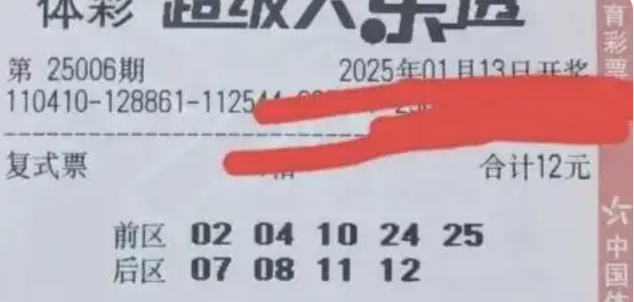 体彩 超级大乐透
第 25006期 2025年01月13日开奖
110410-128861-11254
复式票 合计12元
前区 02 04 10 24 25
后区 07 08 11 12
育彩票
中国体